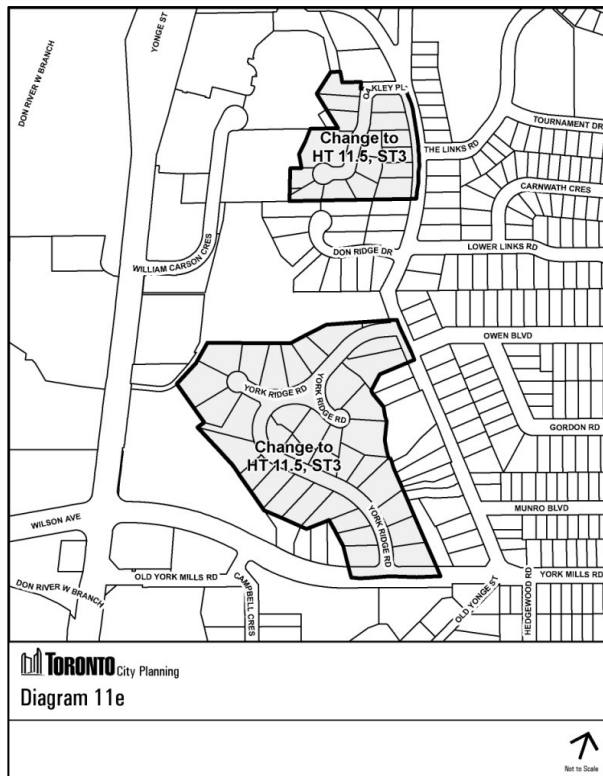 DON RIVER W BRANCH
YONGE ST
OAKLEY PL
Change to
HT 11.5, ST3
THE LINKS RD
TOURNAMENT DR
CARNWATH CRES
DON RIDGE DR
LOWER LINKS RD
WILLIAM CARSON CRES
OWEN BLVD
YORK RIDGE RD
YORK RIDGE RD
GORDON RD
Change to
HT 11.5, ST3
YORK RIDGE RD
MUNRO BLVD
WILSON AVE
OLD YORK MILLS RD
DON RIVER W BRANCH
CAMPBELL CRES
OLD YONGE ST
HEDGEWOOD RD
YORK MILLS RD
TORONTO City Planning
Diagram 11e
Not to Scale